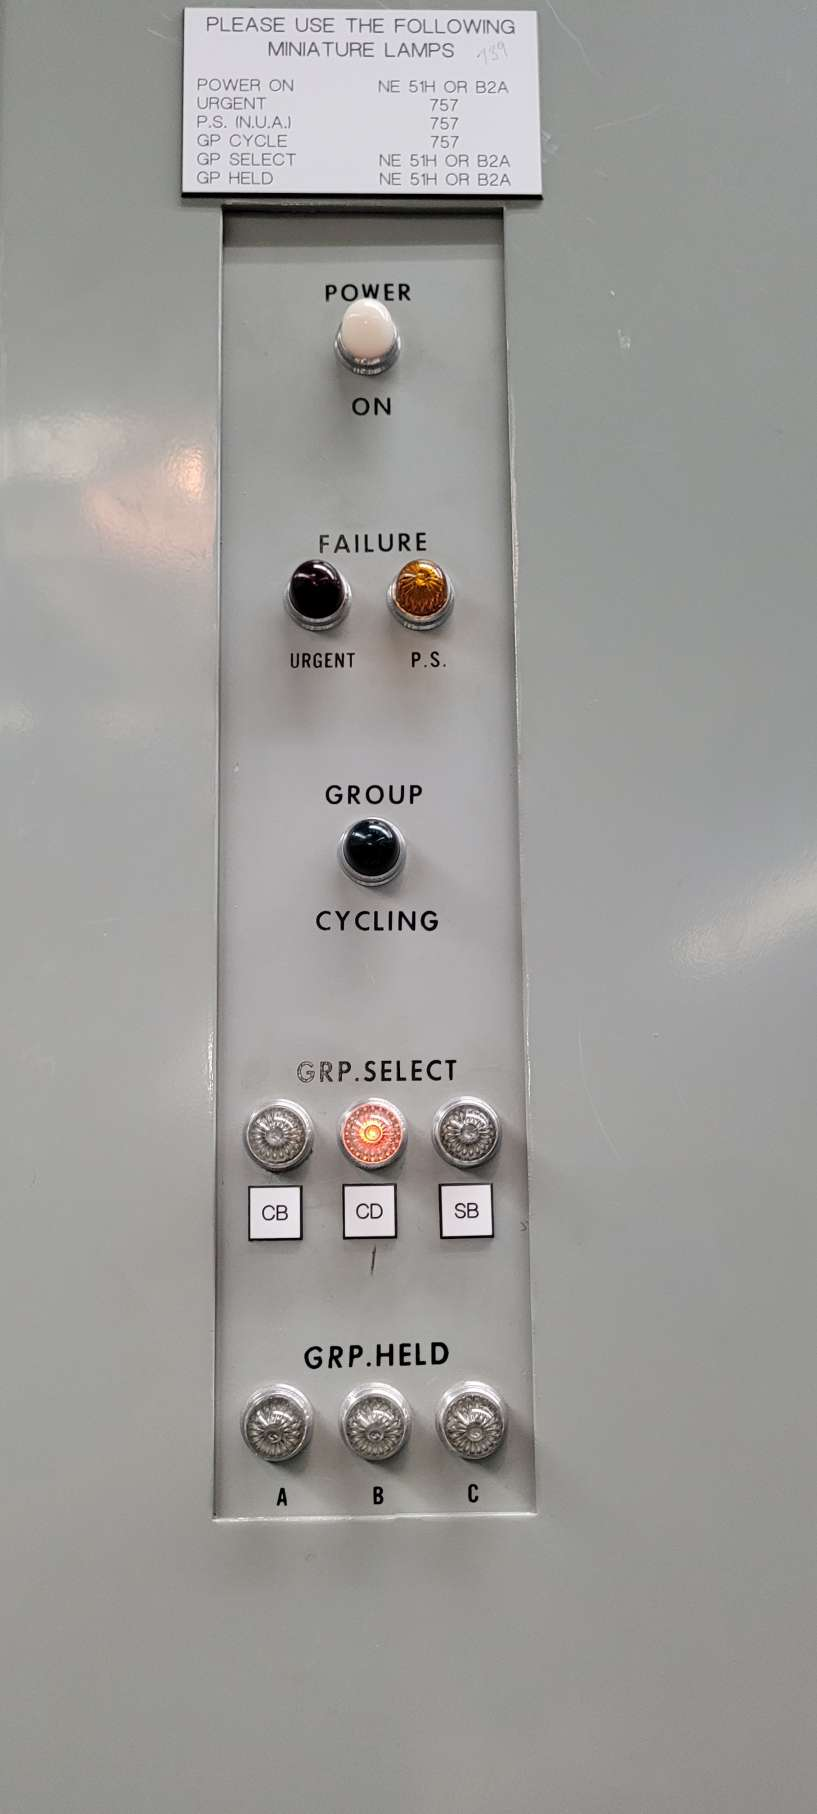 PLEASE USE THE FOLLOWING
MINIATURE LAMPS 739
POWER ON NE 51H OR B2A
URGENT 757
P.S. (N.U.A.) 757
GP CYCLE 757
GP SELECT NE 51H OR B2A
GP HELD NE 51H OR B2A
POWER
ON
FAILURE
URGENT P.S.
GROUP
CYCLING
GRP.SELECT
CB CD SB
GRP.HELD
A B C